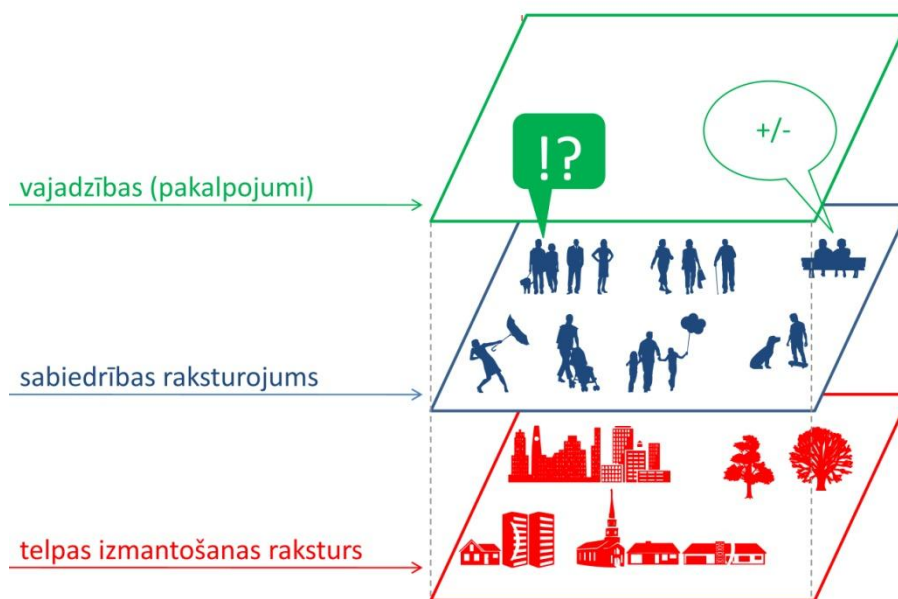 !?
+/-
vajadzības (pakalpojumi)
sabiedrības raksturojums
telpas izmantošanas raksturs